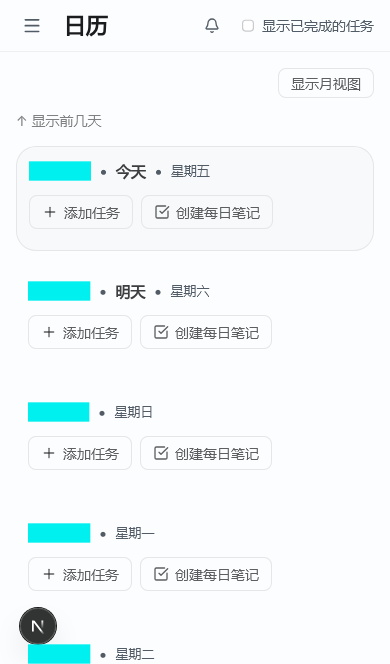 日历
显示已完成的任务
显示月视图
↑ 显示前几天
• 今天 • 星期五
+ 添加任务 创建每日笔记
• 明天 • 星期六
+ 添加任务 创建每日笔记
• 星期日
+ 添加任务 创建每日笔记
• 星期一
+ 添加任务 创建每日笔记
N
• 星期二